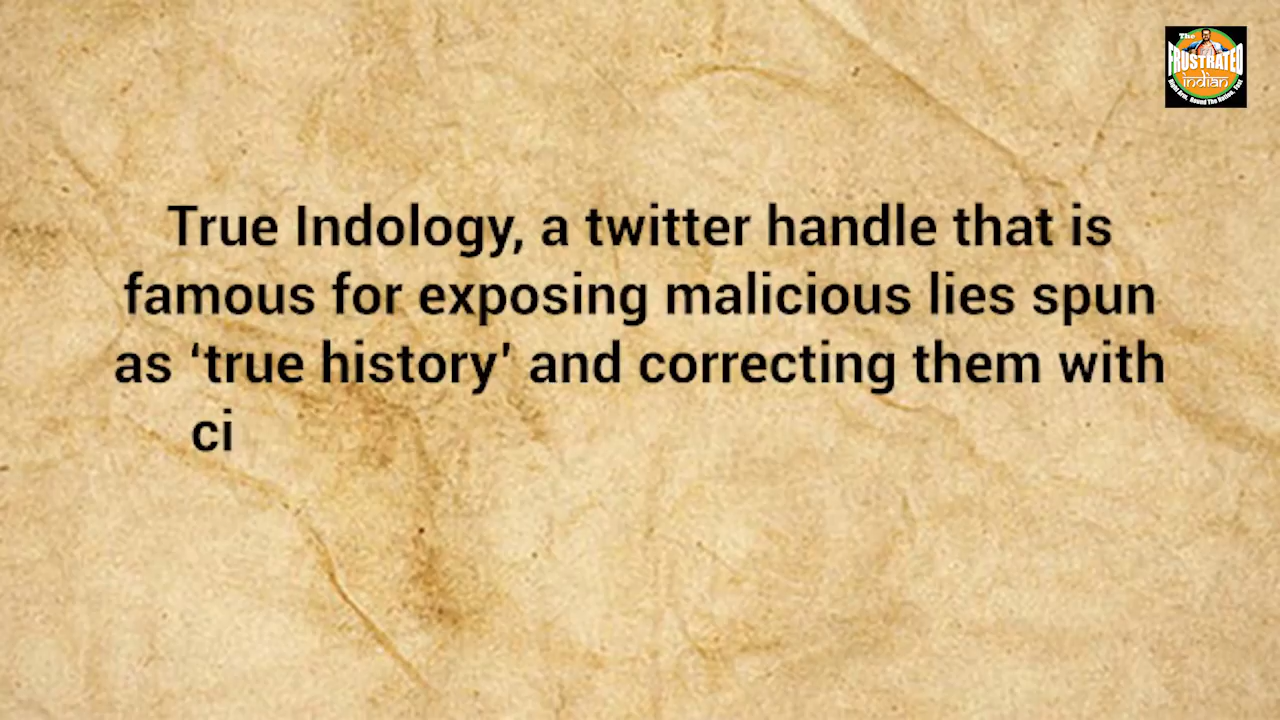 The
FRUSTRATED
indian
True Indology, a twitter handle that is
famous for exposing malicious lies spun
as ‘true history’ and correcting them with
ci